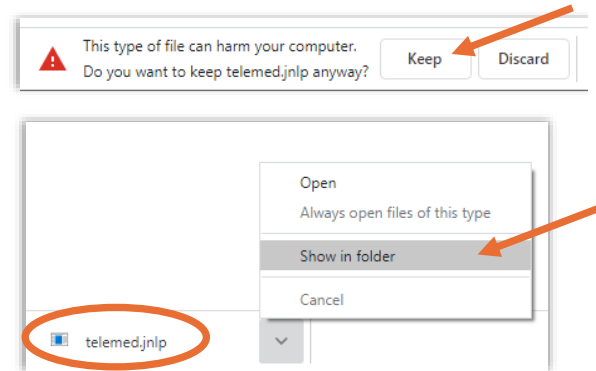 This type of file can harm your computer.
Do you want to keep telemed.jnlp anyway?
Keep
Discard
Open
Always open files of this type
Show in folder
Cancel
telemed.jnlp